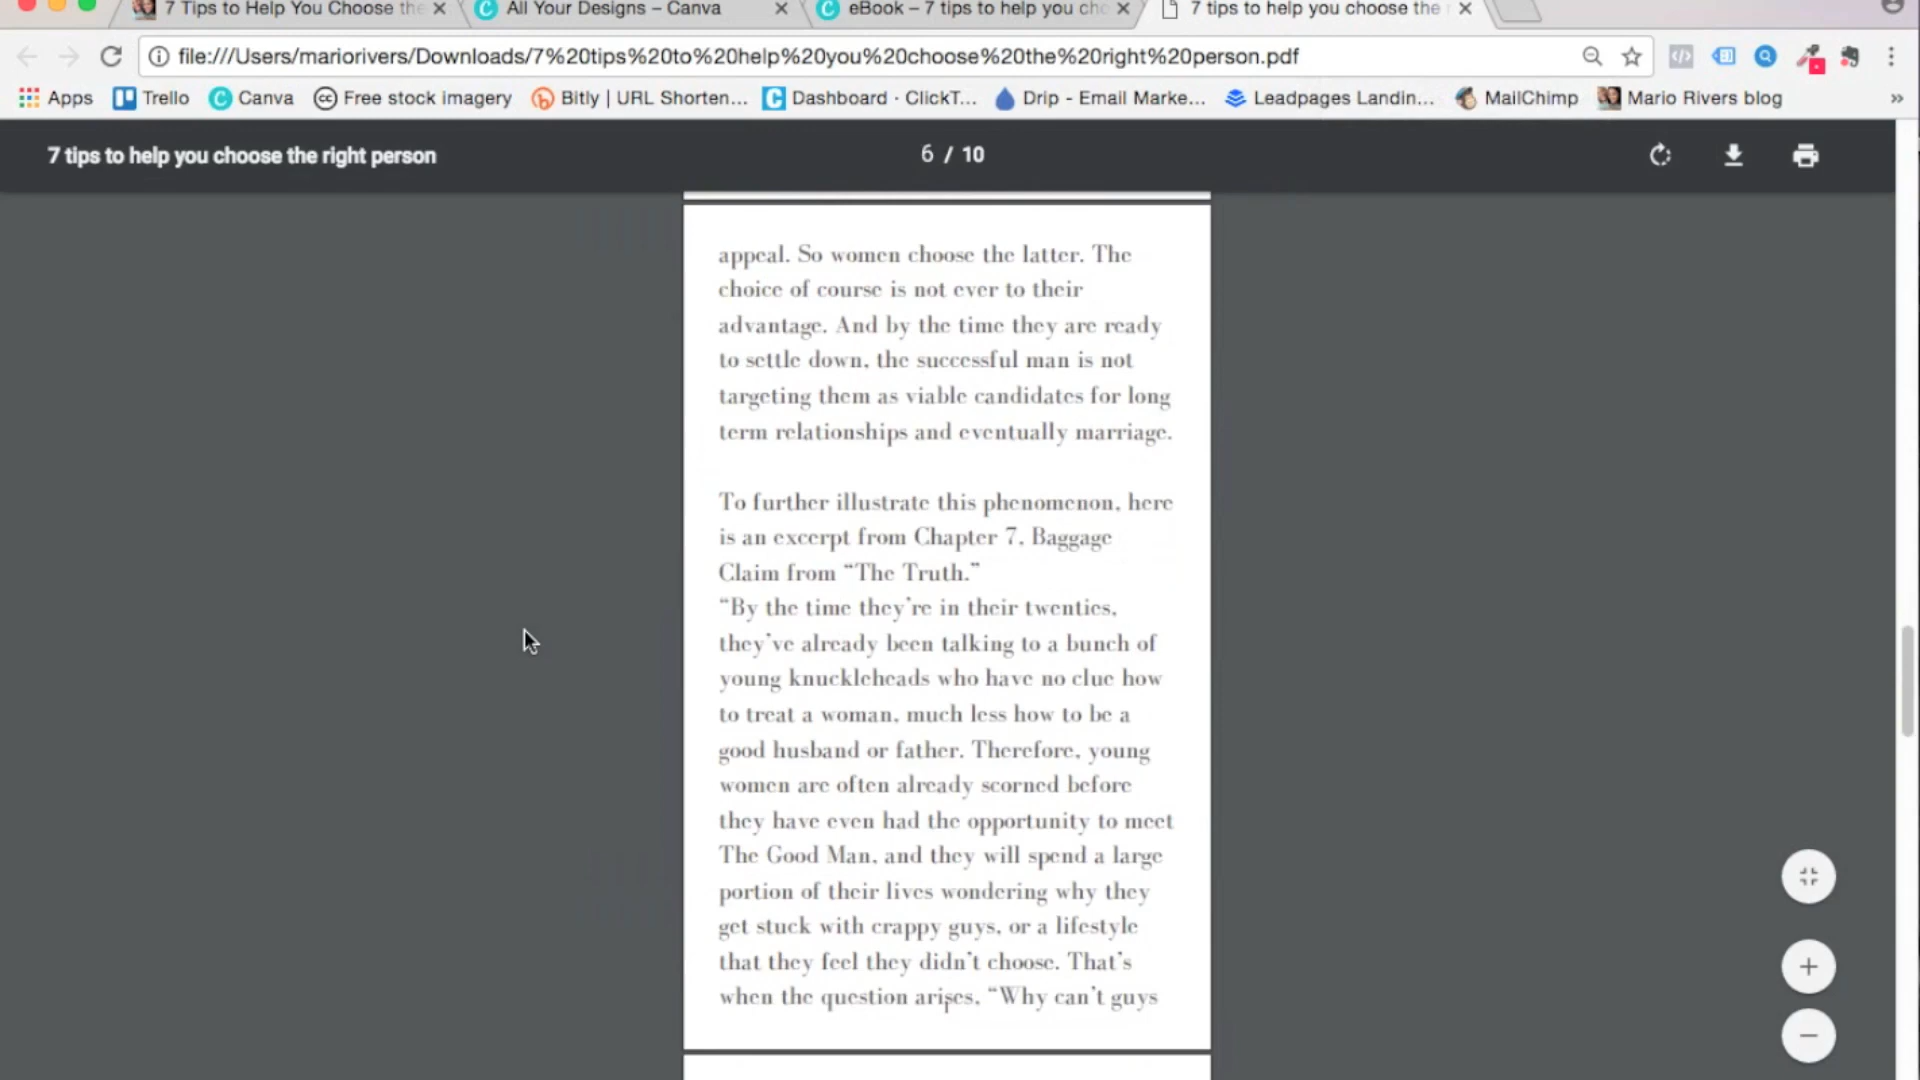 7 Tips to Help You Choose the
All Your Designs – Canva
eBook – 7 tips to help you cho
7 tips to help you choose the
file:///Users/mariorivers/Downloads/7%20tips%20to%20help%20you%20choose%20the%20right%20person.pdf
Apps
Trello
Canva
Free stock imagery
Bitly | URL Shorten...
Dashboard · ClickT...
Drip - Email Marke...
Leadpages Landin...
MailChimp
Mario Rivers blog
7 tips to help you choose the right person
6 / 10
appeal. So women choose the latter. The
choice of course is not ever to their
advantage. And by the time they are ready
to settle down, the successful man is not
targeting them as viable candidates for long
term relationships and eventually marriage.
To further illustrate this phenomenon, here
is an excerpt from Chapter 7, Baggage
Claim from “The Truth.”
“By the time they’re in their twenties,
they’ve already been talking to a bunch of
young knuckleheads who have no clue how
to treat a woman, much less how to be a
good husband or father. Therefore, young
women are often already scorned before
they have even had the opportunity to meet
The Good Man, and they will spend a large
portion of their lives wondering why they
get stuck with crappy guys, or a lifestyle
that they feel they didn’t choose. That’s
when the question arises, “Why can’t guys